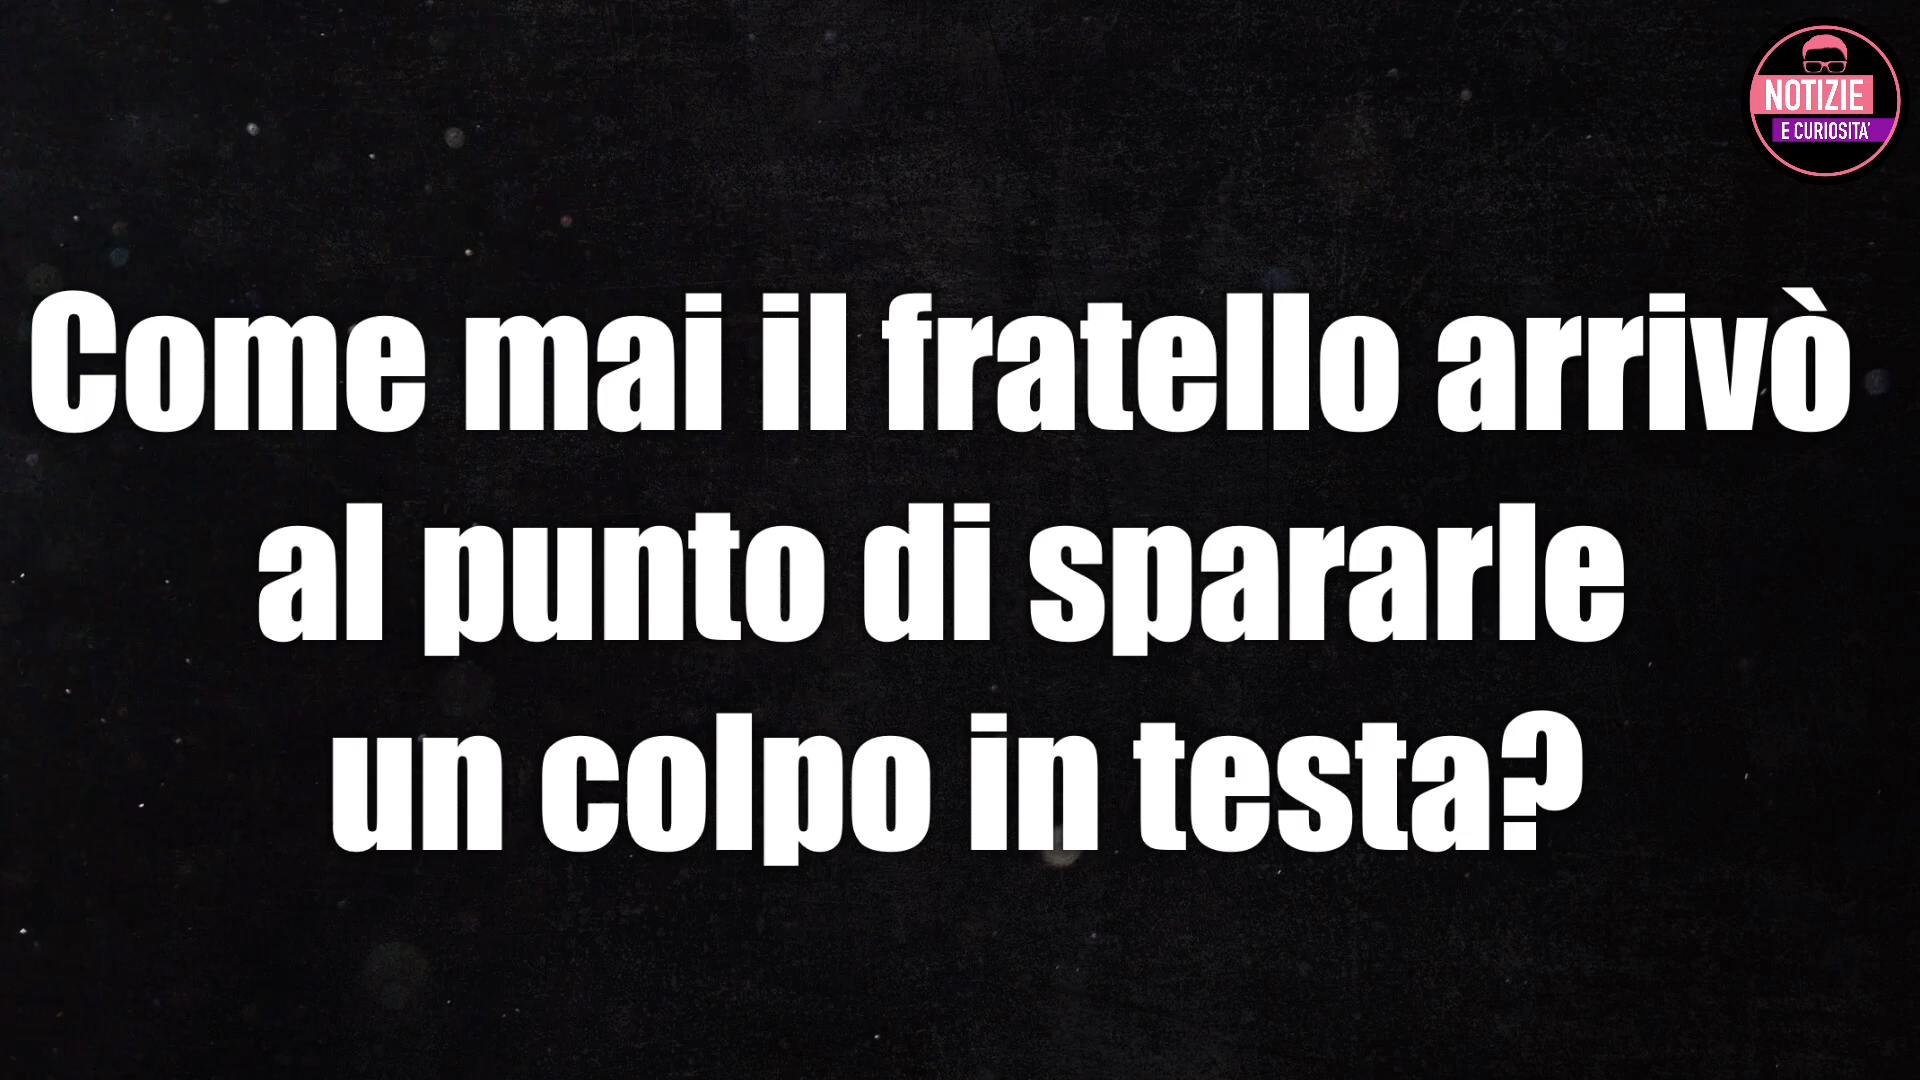 NOTIZIE
E CURIOSITA'
Come mai il fratello arrivò
al punto di spararle
un colpo in testa?